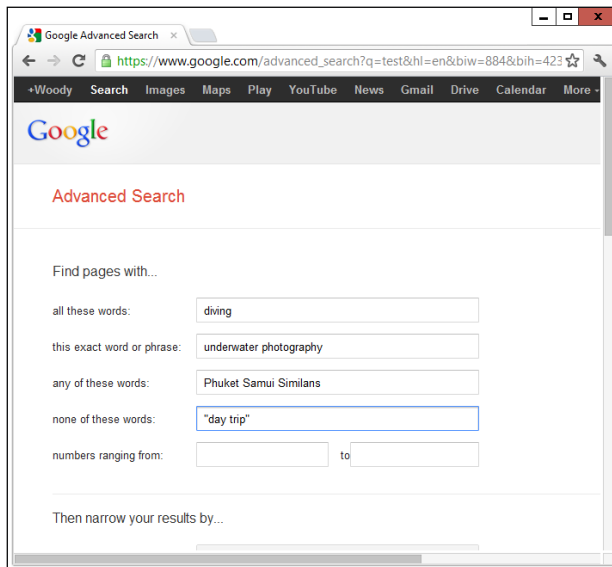 Google Advanced Search
https://www.google.com/advanced_search?q=test&hl=en&biw=884&bih=423
+Woody Search Images Maps Play YouTube News Gmail Drive Calendar More
Google
Advanced Search
Find pages with...
all these words: diving
this exact word or phrase: underwater photography
any of these words: Phuket Samui Similans
none of these words: "day trip"
numbers ranging from: to
Then narrow your results by...